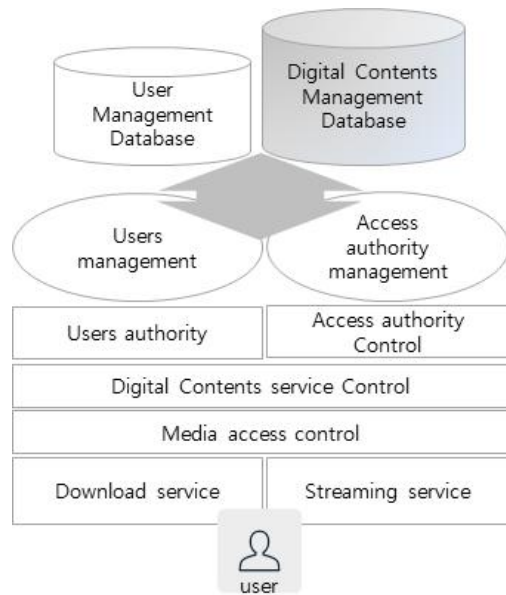 User
Management
Database
Digital Contents
Management
Database
Users
management
Access
authority
management
Users authority
Access authority
Control
Digital Contents service Control
Media access control
Download service
Streaming service
user